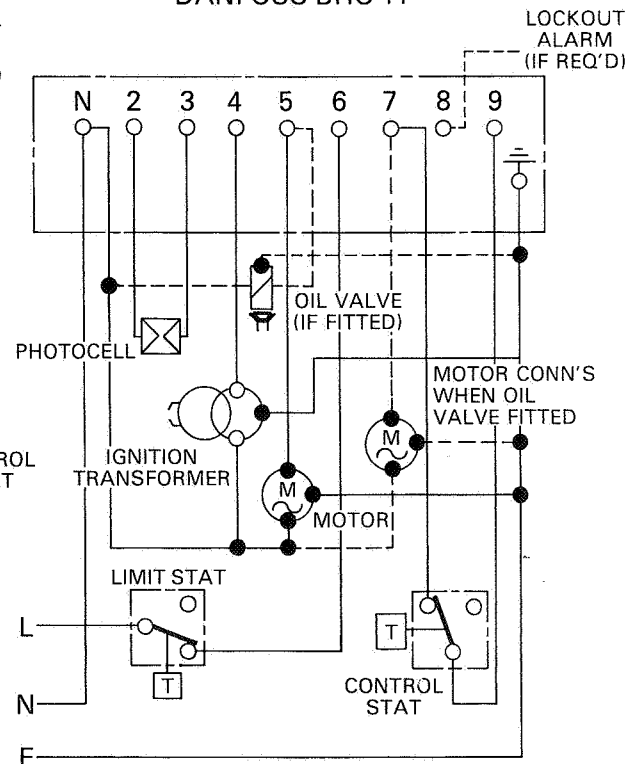 LOCKOUT
ALARM
(IF REQ'D)
N 2 3 4 5 6 7 8 9
OIL VALVE
(IF FITTED)
PHOTOCELL
MOTOR CONN'S
WHEN OIL
VALVE FITTED
IGNITION
TRANSFORMER
M
M
MOTOR
LIMIT STAT
L
T
T
CONTROL
STAT
N